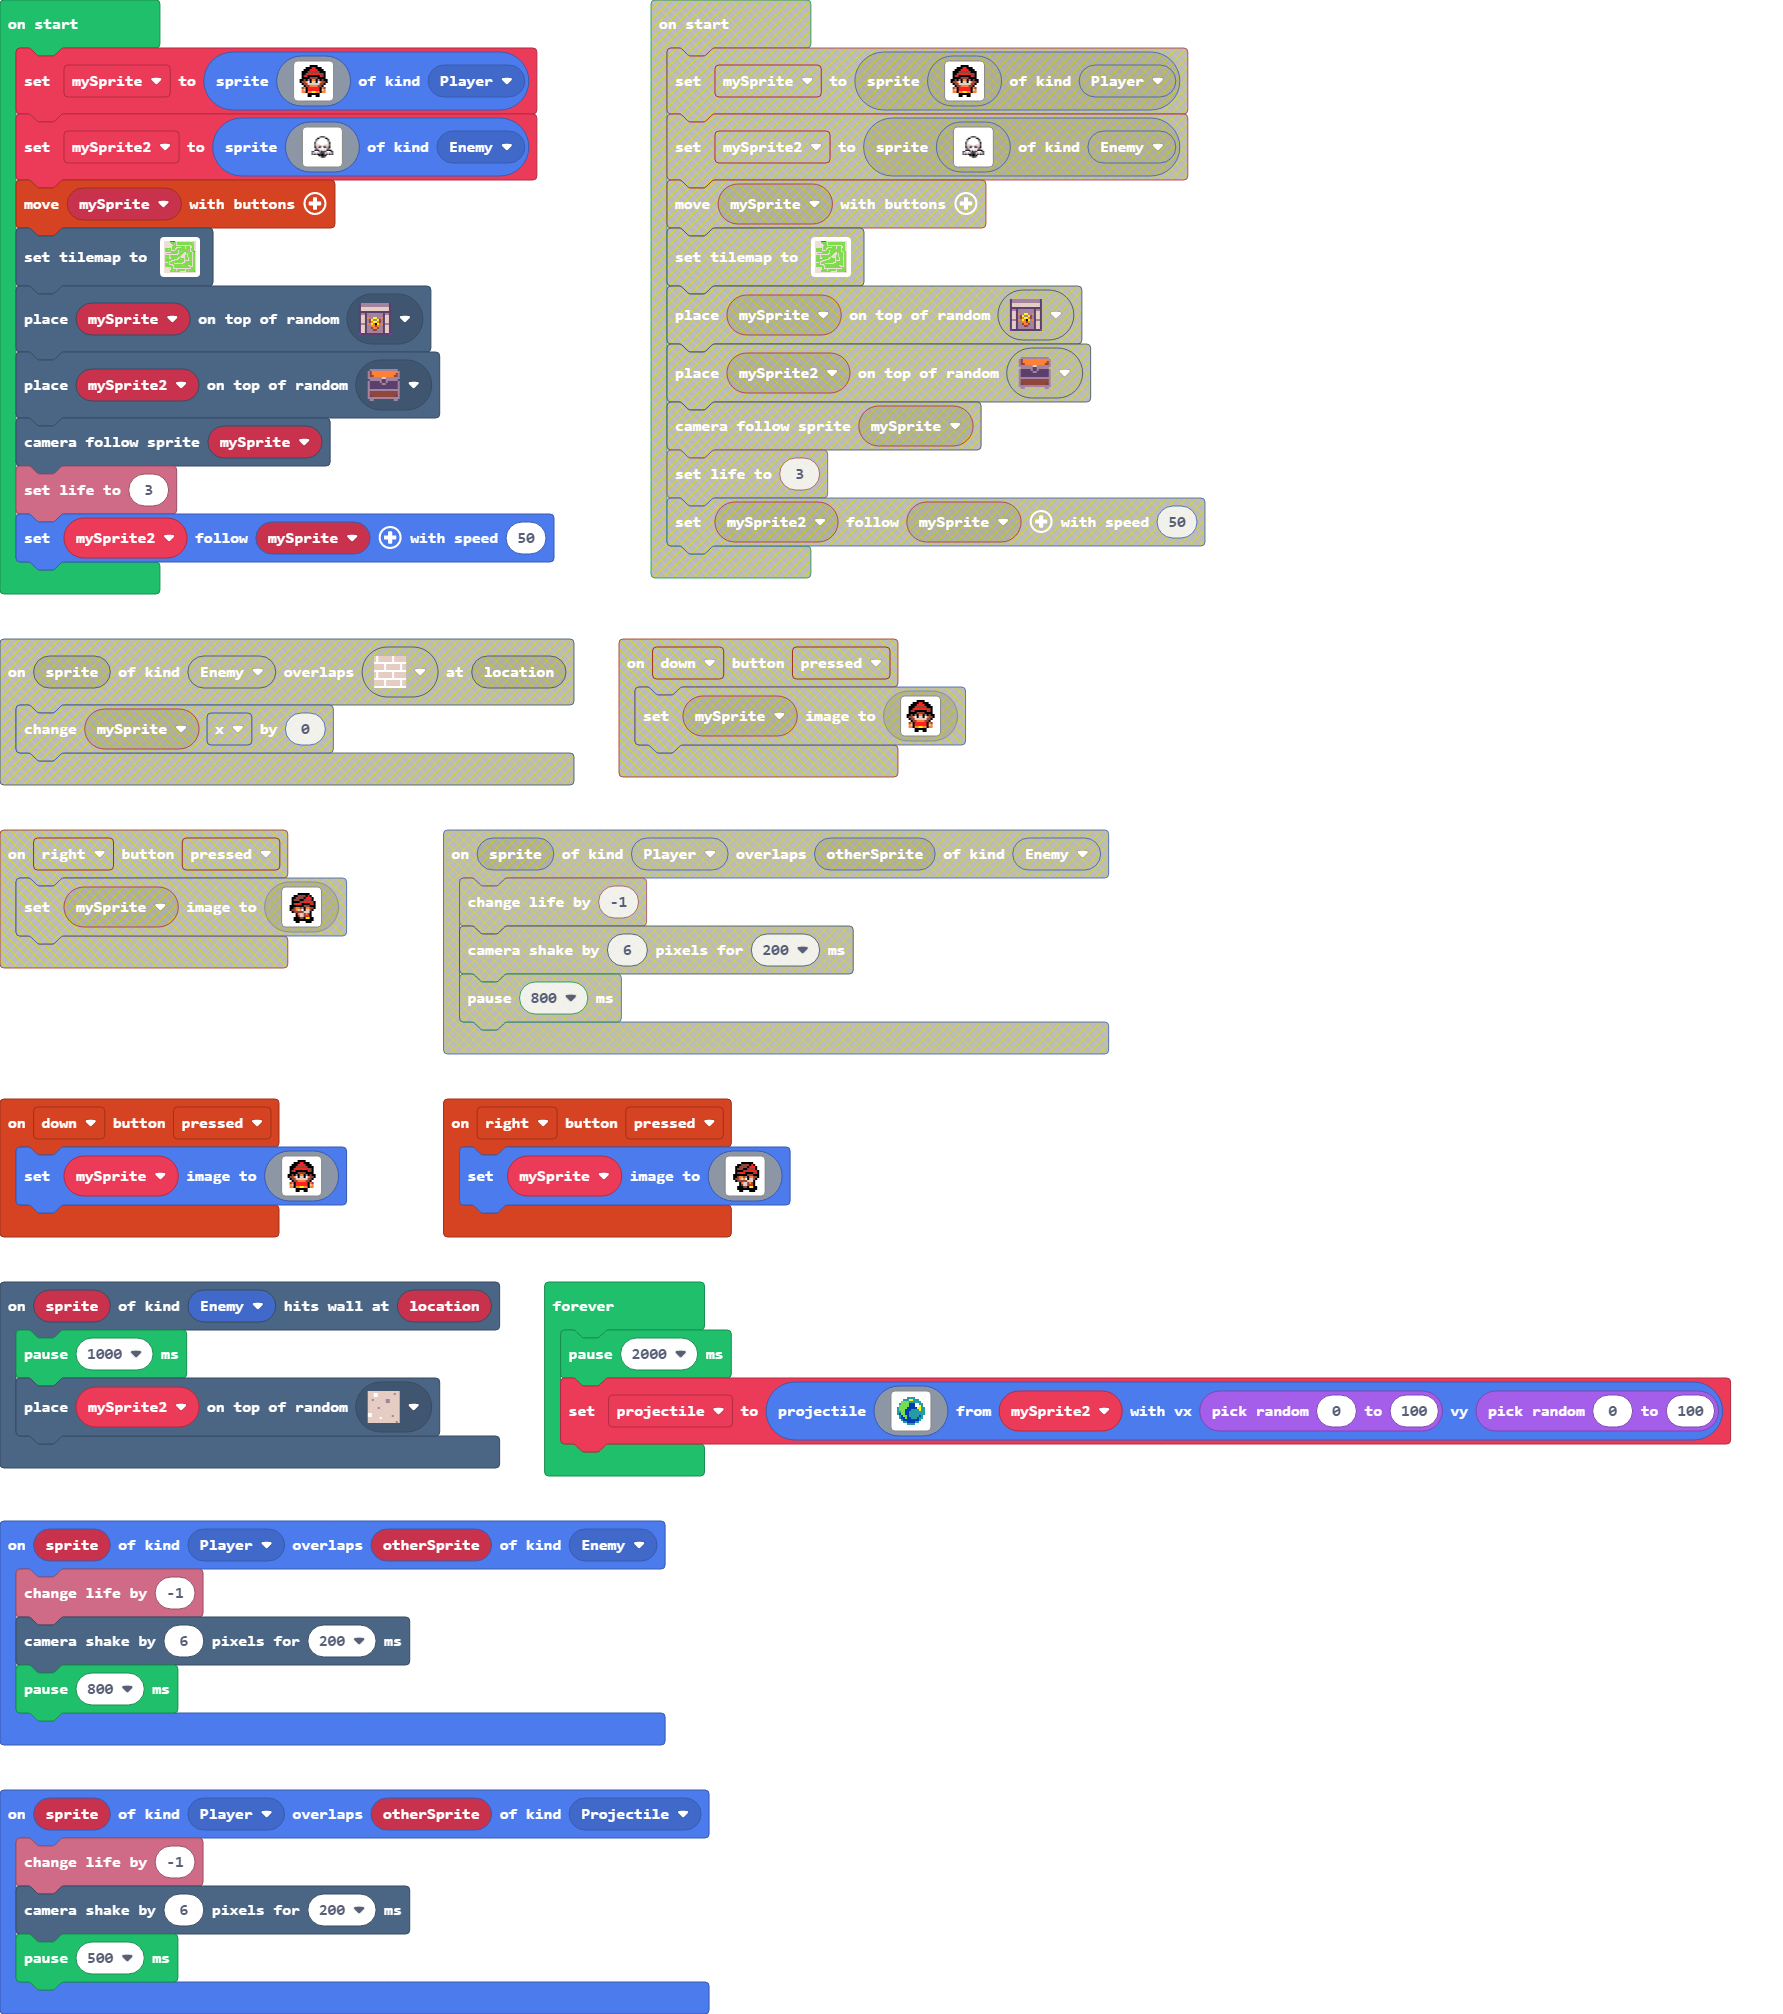 on start
set mySprite to sprite of kind Player
set mySprite2 to sprite of kind Enemy
move mySprite with buttons
set tilemap to
place mySprite on top of random
place mySprite2 on top of random
camera follow sprite mySprite
set life to 3
set mySprite2 follow mySprite with speed 50
on start
set mySprite to sprite of kind Player
set mySprite2 to sprite of kind Enemy
move mySprite with buttons
set tilemap to
place mySprite on top of random
place mySprite2 on top of random
camera follow sprite mySprite
set life to 3
set mySprite2 follow mySprite with speed 50
on sprite of kind Enemy overlaps at location
change mySprite x by 0
on down button pressed
set mySprite image to
on right button pressed
set mySprite image to
on sprite of kind Player overlaps otherSprite of kind Enemy
change life by -1
camera shake by 6 pixels for 200 ms
pause 800 ms
on down button pressed
set mySprite image to
on right button pressed
set mySprite image to
on sprite of kind Enemy hits wall at location
pause 1000 ms
place mySprite2 on top of random
forever
pause 2000 ms
set projectile to projectile from mySprite2 with vx pick random 0 to 100 vy pick random 0 to 100
on sprite of kind Player overlaps otherSprite of kind Enemy
change life by -1
camera shake by 6 pixels for 200 ms
pause 800 ms
on sprite of kind Player overlaps otherSprite of kind Projectile
change life by -1
camera shake by 6 pixels for 200 ms
pause 500 ms